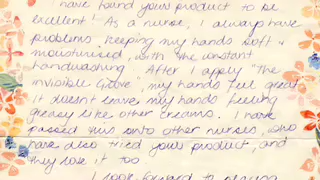 I have found yours product to be
excellent! As a nurse, I always have
problems keeping my hands soft &
moisturised, with the constant
handwashing. After I apply "The
Invisible Glove", my hands feel great
it doesnt leave my hands feeling
greasy like other creams. I have
passed this onto other nurses, who
have also tried yours product, and
they love it too
I look forward to